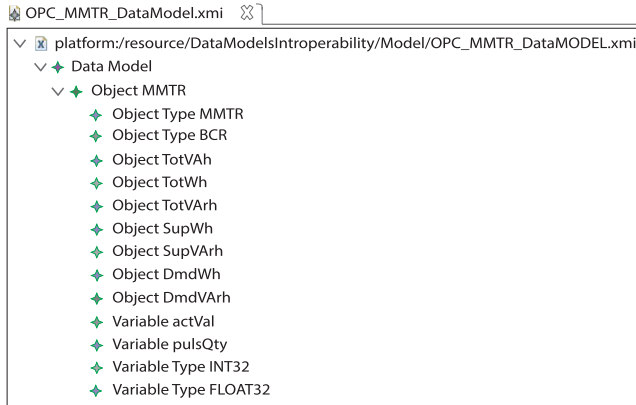 OPC_MMTR_DataModel.xmi
platform:/resource/DataModelsIntroperability/Model/OPC_MMTR_DataMODEL.xmi
Data Model
Object MMTR
Object Type MMTR
Object Type BCR
Object TotVAh
Object TotWh
Object TotVArh
Object SupWh
Object SupVArh
Object DmdWh
Object DmdVArh
Variable actVal
Variable pulsQty
Variable Type INT32
Variable Type FLOAT32